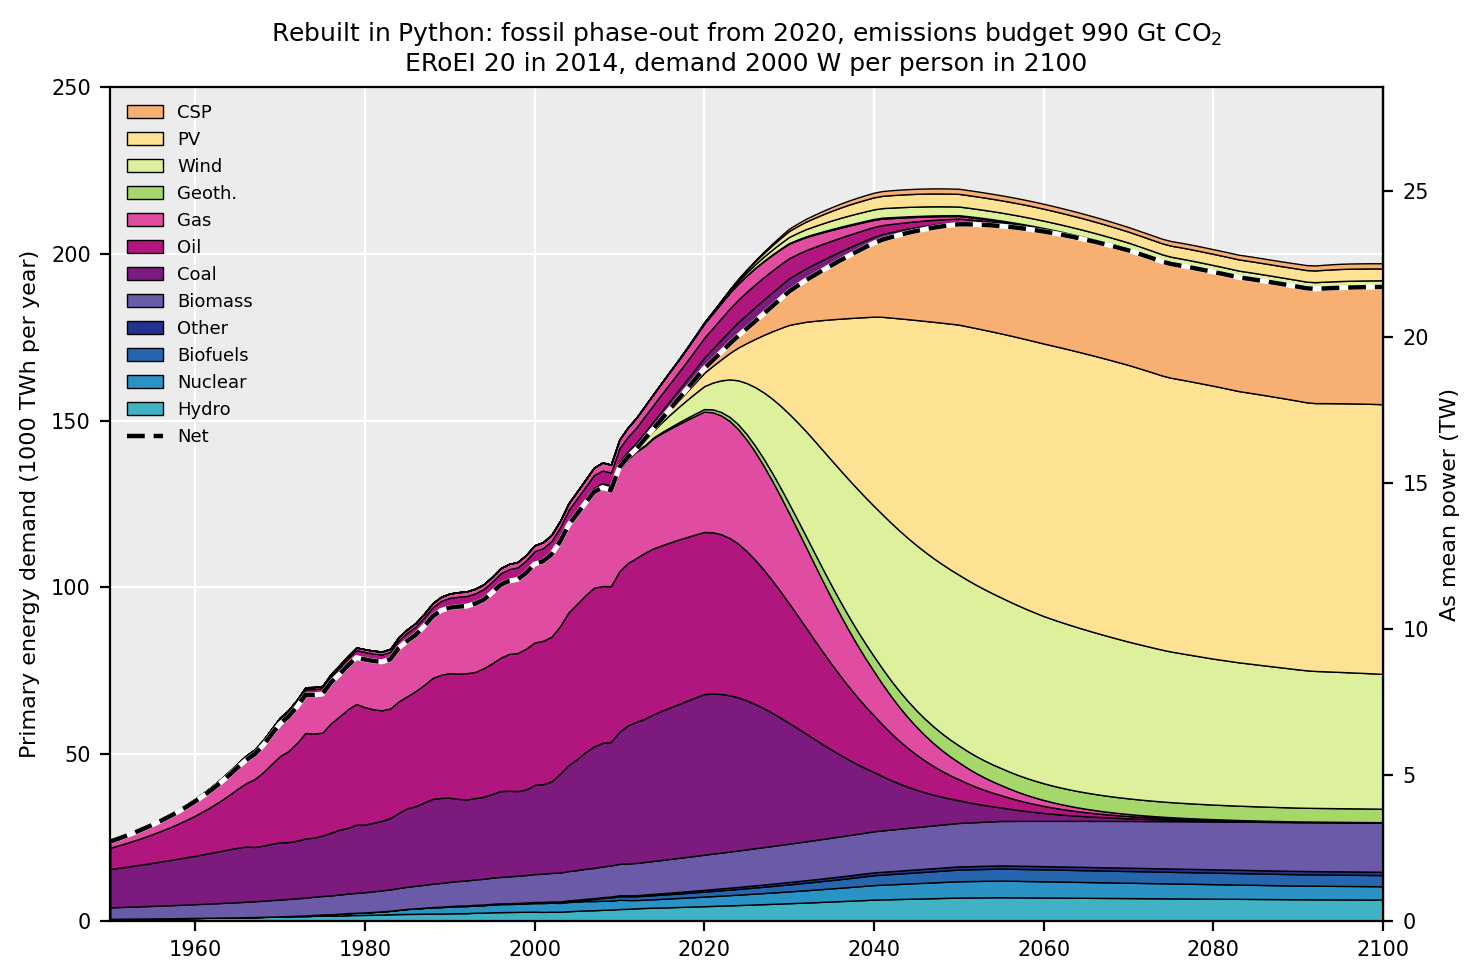 Rebuilt in Python: fossil phase-out from 2020, emissions budget 990 Gt CO₂
ERoEI 20 in 2014, demand 2000 W per person in 2100
Primary energy demand (1000 TWh per year)
250
200
150
100
50
0
CSP
PV
Wind
Geoth.
Gas
Oil
Coal
Biomass
Other
Biofuels
Nuclear
Hydro
Net
25
20
15
10
5
0
As mean power (TW)
1960 1980 2000 2020 2040 2060 2080 2100